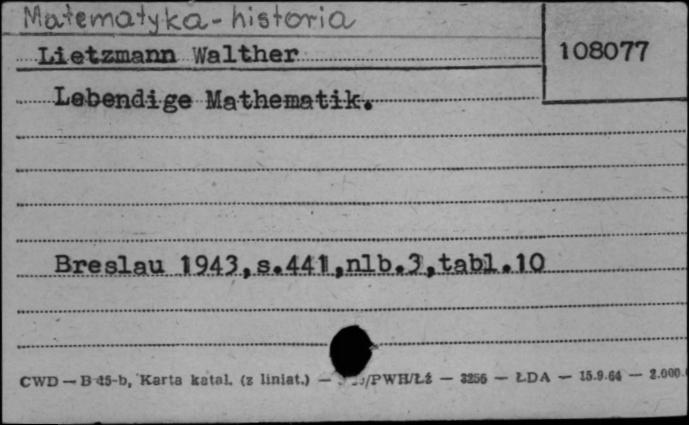 Matematyka - historia
Lietzmann Walther
108077
Lebendige Mathematik.
Breslau 1943,s.441,nlb.3,tabl.10
CWD — B 45-b, Karta katal. (z liniat.) — /PWH/Łź — 3256 — ŁDA — 15.9.64 — 2.000.